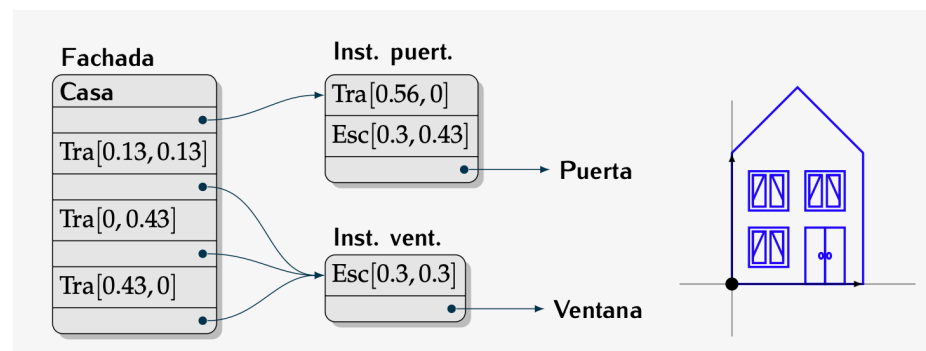 Fachada
Casa
Tra[0.13, 0.13]
Tra[0, 0.43]
Tra[0.43, 0]
Inst. puert.
Tra[0.56, 0]
Esc[0.3, 0.43]
Puerta
Inst. vent.
Esc[0.3, 0.3]
Ventana